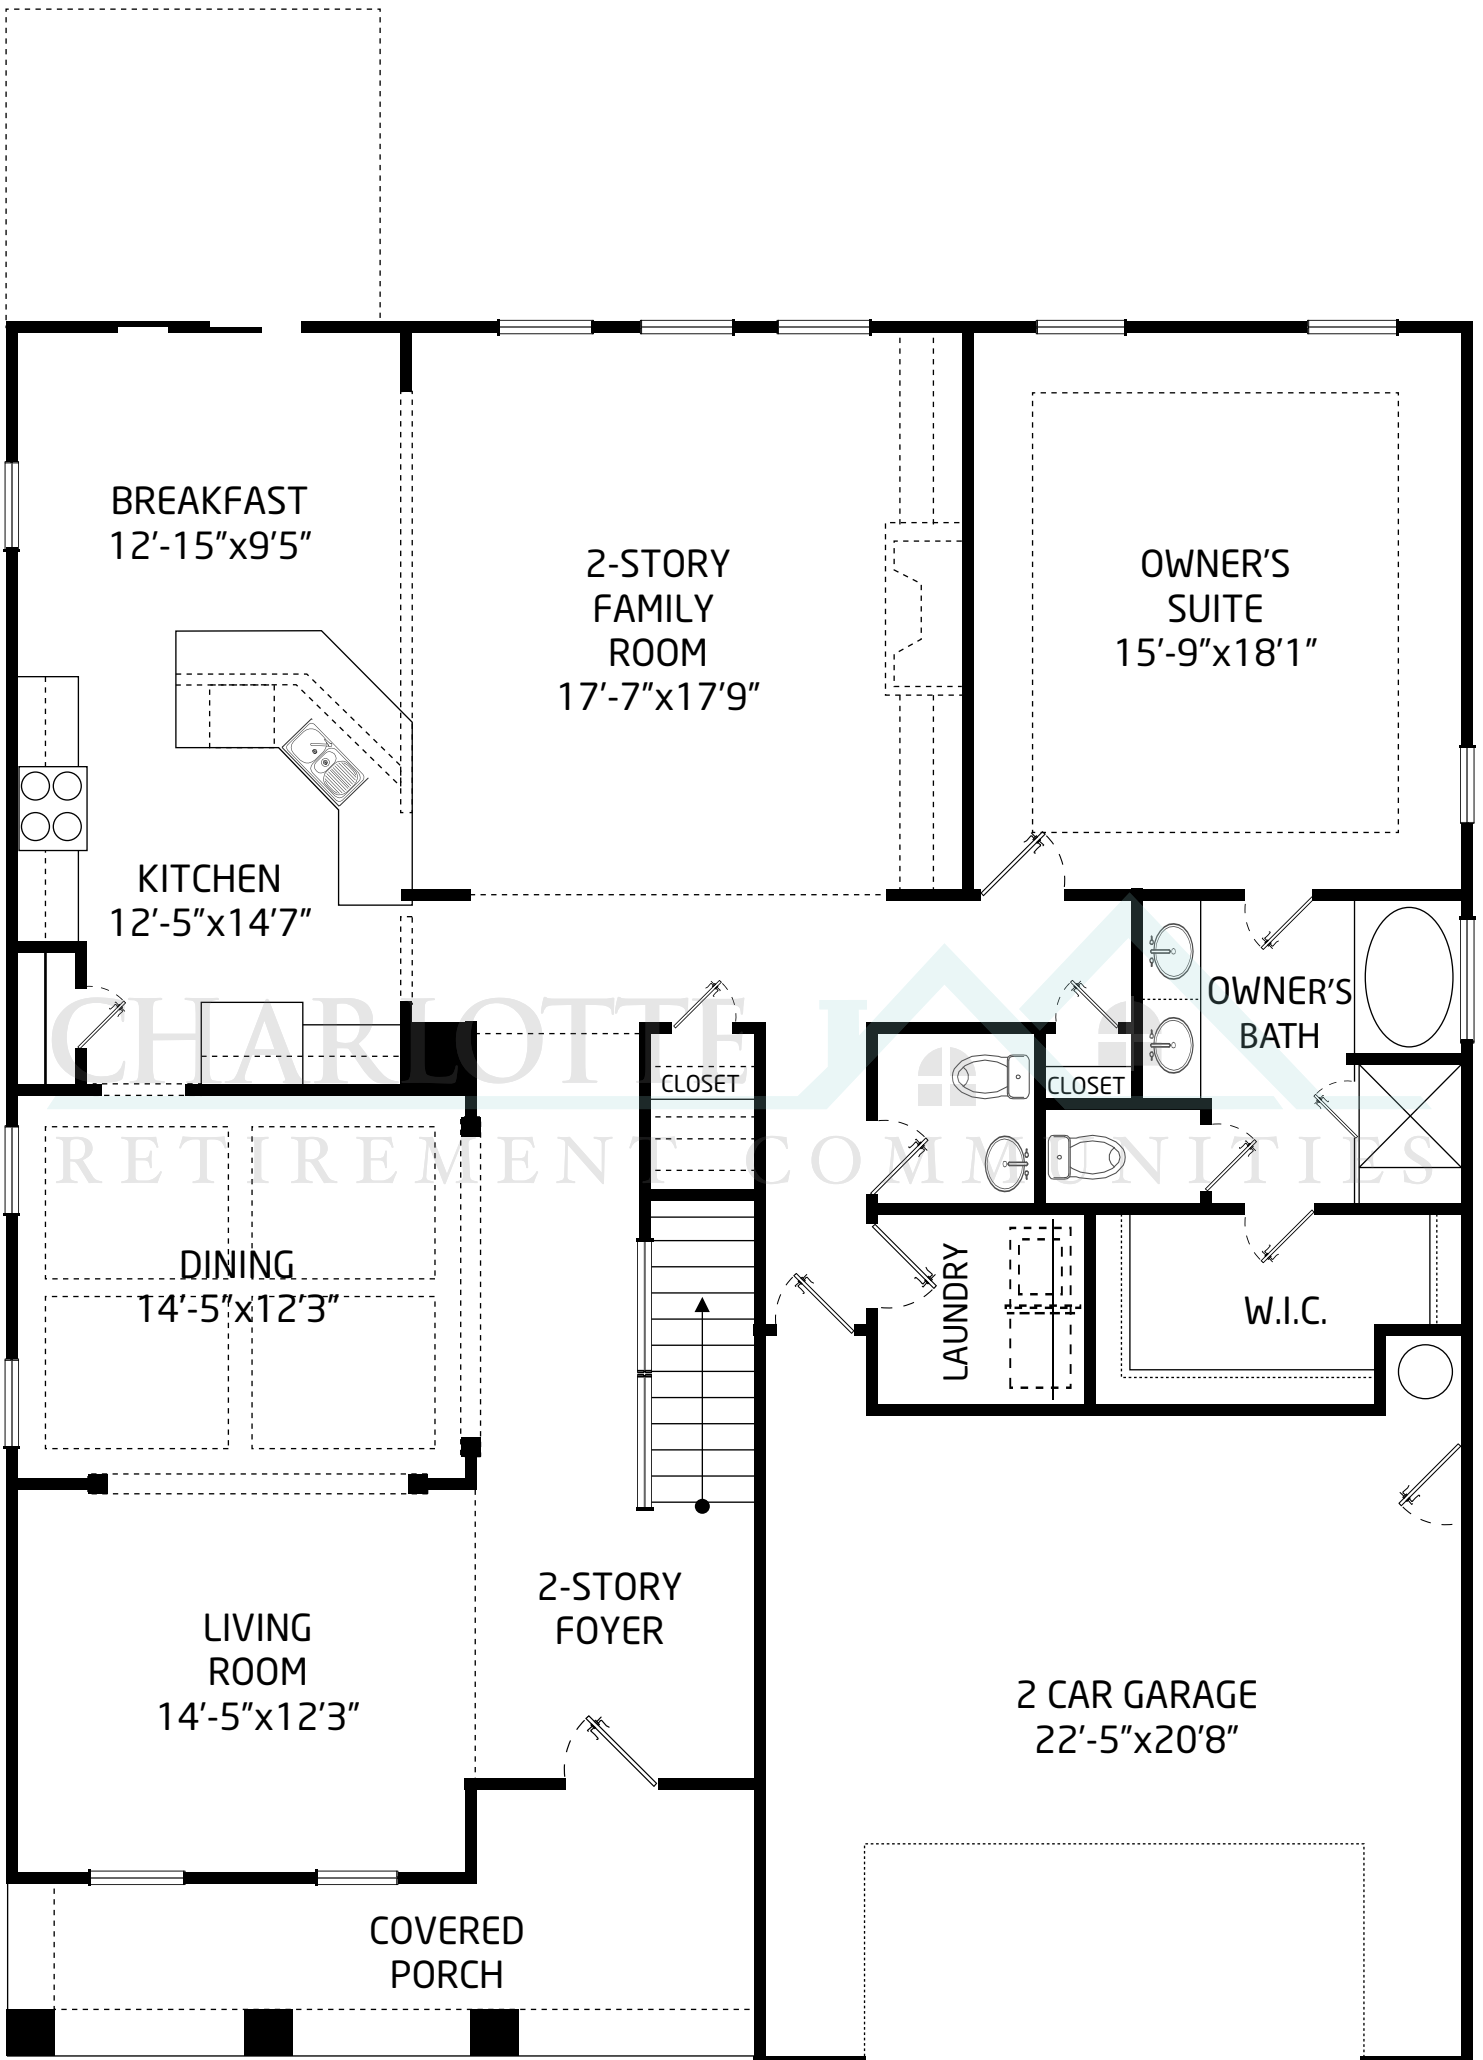 BREAKFAST
12'-15"x9'5"
2-STORY
FAMILY
ROOM
17'-7"x17'9"
OWNER'S
SUITE
15'-9"x18'1"
KITCHEN
12'-5"x14'7"
OWNER'S
BATH
CHARLOTTE
RETIREMENT COMMUNITIES
CLOSET
CLOSET
DINING
14'-5"x12'3"
LAUNDRY
W.I.C.
2-STORY
FOYER
LIVING
ROOM
14'-5"x12'3"
2 CAR GARAGE
22'-5"x20'8"
COVERED
PORCH